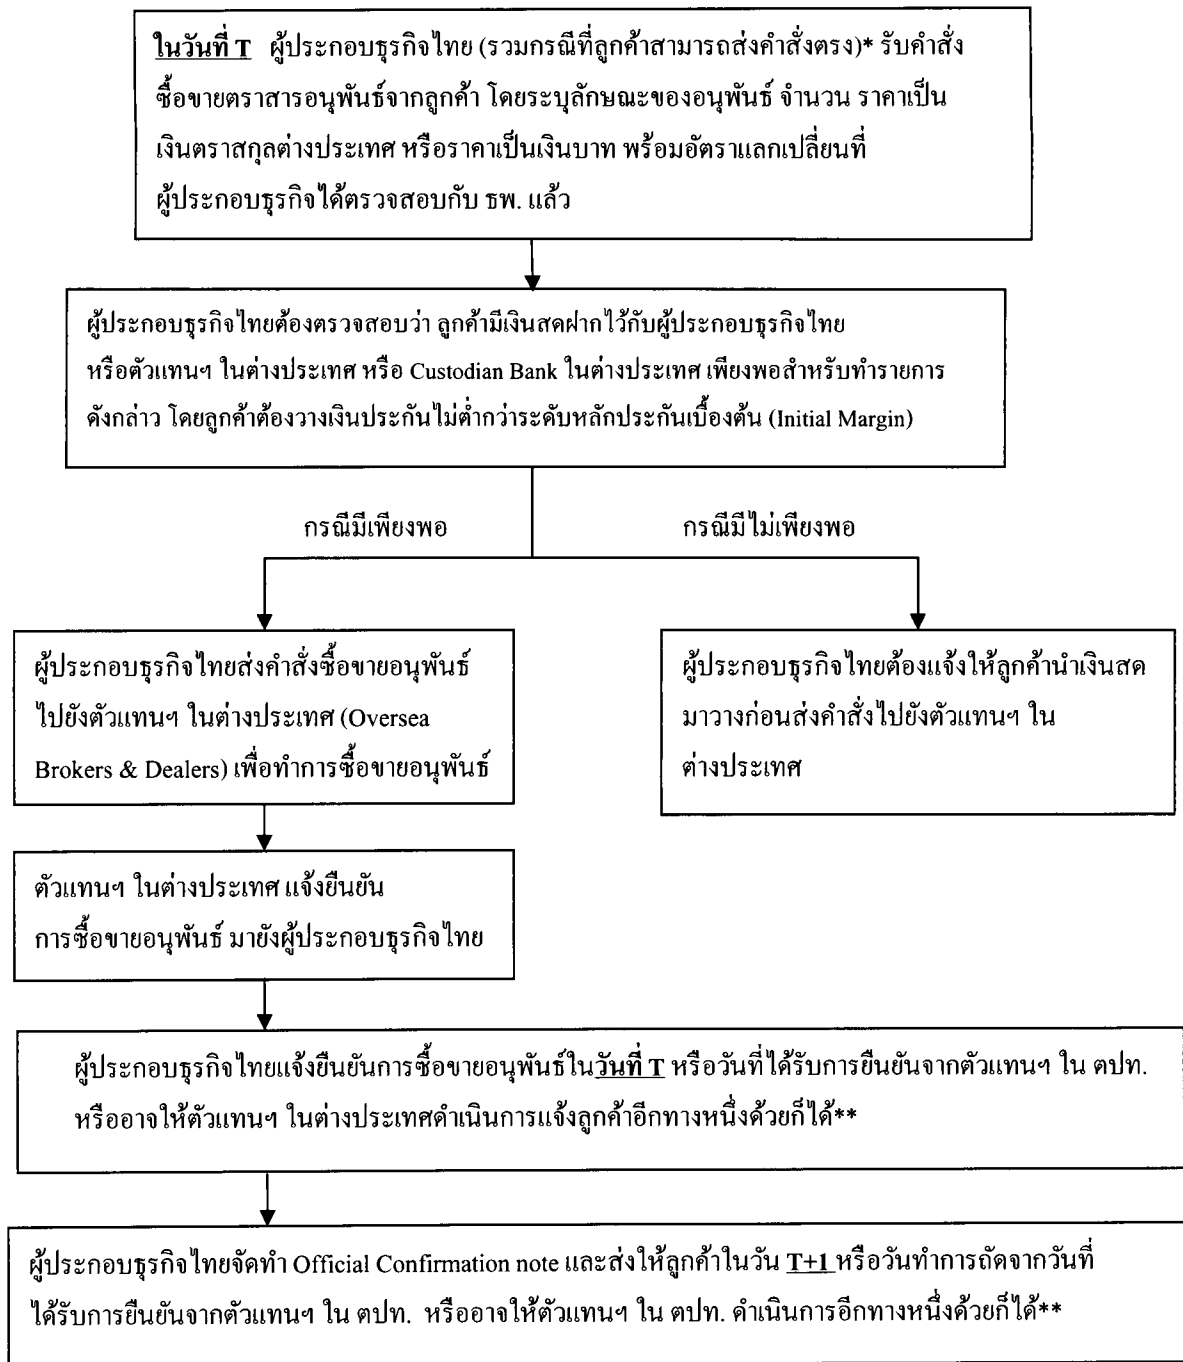 ในวันที่ T ผู้ประกอบธุรกิจไทย (รวมกรณีที่ลูกค้าสามารถส่งคำสั่งตรง)* รับคำสั่ง
ซื้อขายตราสารอนุพันธ์จากลูกค้า โดยระบุลักษณะของอนุพันธ์ จำนวน ราคาเป็น
เงินตราสกุลต่างประเทศ หรือราคาเป็นเงินบาท พร้อมอัตราแลกเปลี่ยนที่
ผู้ประกอบธุรกิจได้ตรวจสอบกับ ธพ. แล้ว
ผู้ประกอบธุรกิจไทยต้องตรวจสอบว่า ลูกค้ามีเงินสดฝากไว้กับผู้ประกอบธุรกิจไทย
หรือตัวแทนฯ ในต่างประเทศ หรือ Custodian Bank ในต่างประเทศ เพียงพอสำหรับทำรายการ
ดังกล่าว โดยลูกค้าต้องวางเงินประกันไม่ต่ำกว่าระดับหลักประกันเบื้องต้น (Initial Margin)
กรณีมีเพียงพอ
กรณีมีไม่เพียงพอ
ผู้ประกอบธุรกิจไทยส่งคำสั่งซื้อขายอนุพันธ์
ไปยังตัวแทนฯ ในต่างประเทศ (Oversea
Brokers & Dealers) เพื่อทำการซื้อขายอนุพันธ์
ผู้ประกอบธุรกิจไทยต้องแจ้งให้ลูกค้านำเงินสด
มาวางก่อนส่งคำสั่งไปยังตัวแทนฯ ใน
ต่างประเทศ
ตัวแทนฯ ในต่างประเทศ แจ้งยืนยัน
การซื้อขายอนุพันธ์ มายังผู้ประกอบธุรกิจไทย
ผู้ประกอบธุรกิจไทยแจ้งยืนยันการซื้อขายอนุพันธ์ในวันที่ T หรือวันที่ได้รับการยืนยันจากตัวแทนฯ ใน ตปท.
หรืออาจให้ตัวแทนฯ ในต่างประเทศดำเนินการแจ้งลูกค้าอีกทางหนึ่งด้วยก็ได้**
ผู้ประกอบธุรกิจไทยจัดทำ Official Confirmation note และส่งให้ลูกค้าในวัน T+1 หรือวันทำการถัดจากวันที่
ได้รับการยืนยันจากตัวแทนฯ ใน ตปท. หรืออาจให้ตัวแทนฯ ใน ตปท. ดำเนินการอีกทางหนึ่งด้วยก็ได้**